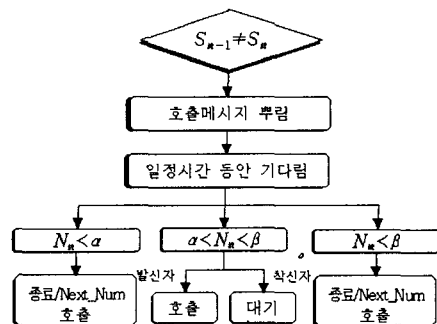 S_{n-1}≠S_n
호출메시지 뿌림
일정시간 동안 기다림
N_n<α
α<N_n<β
N_n<β
발신자
착신자
종료/Next_Num
호출
호출
대기
종료/Next_Num
호출